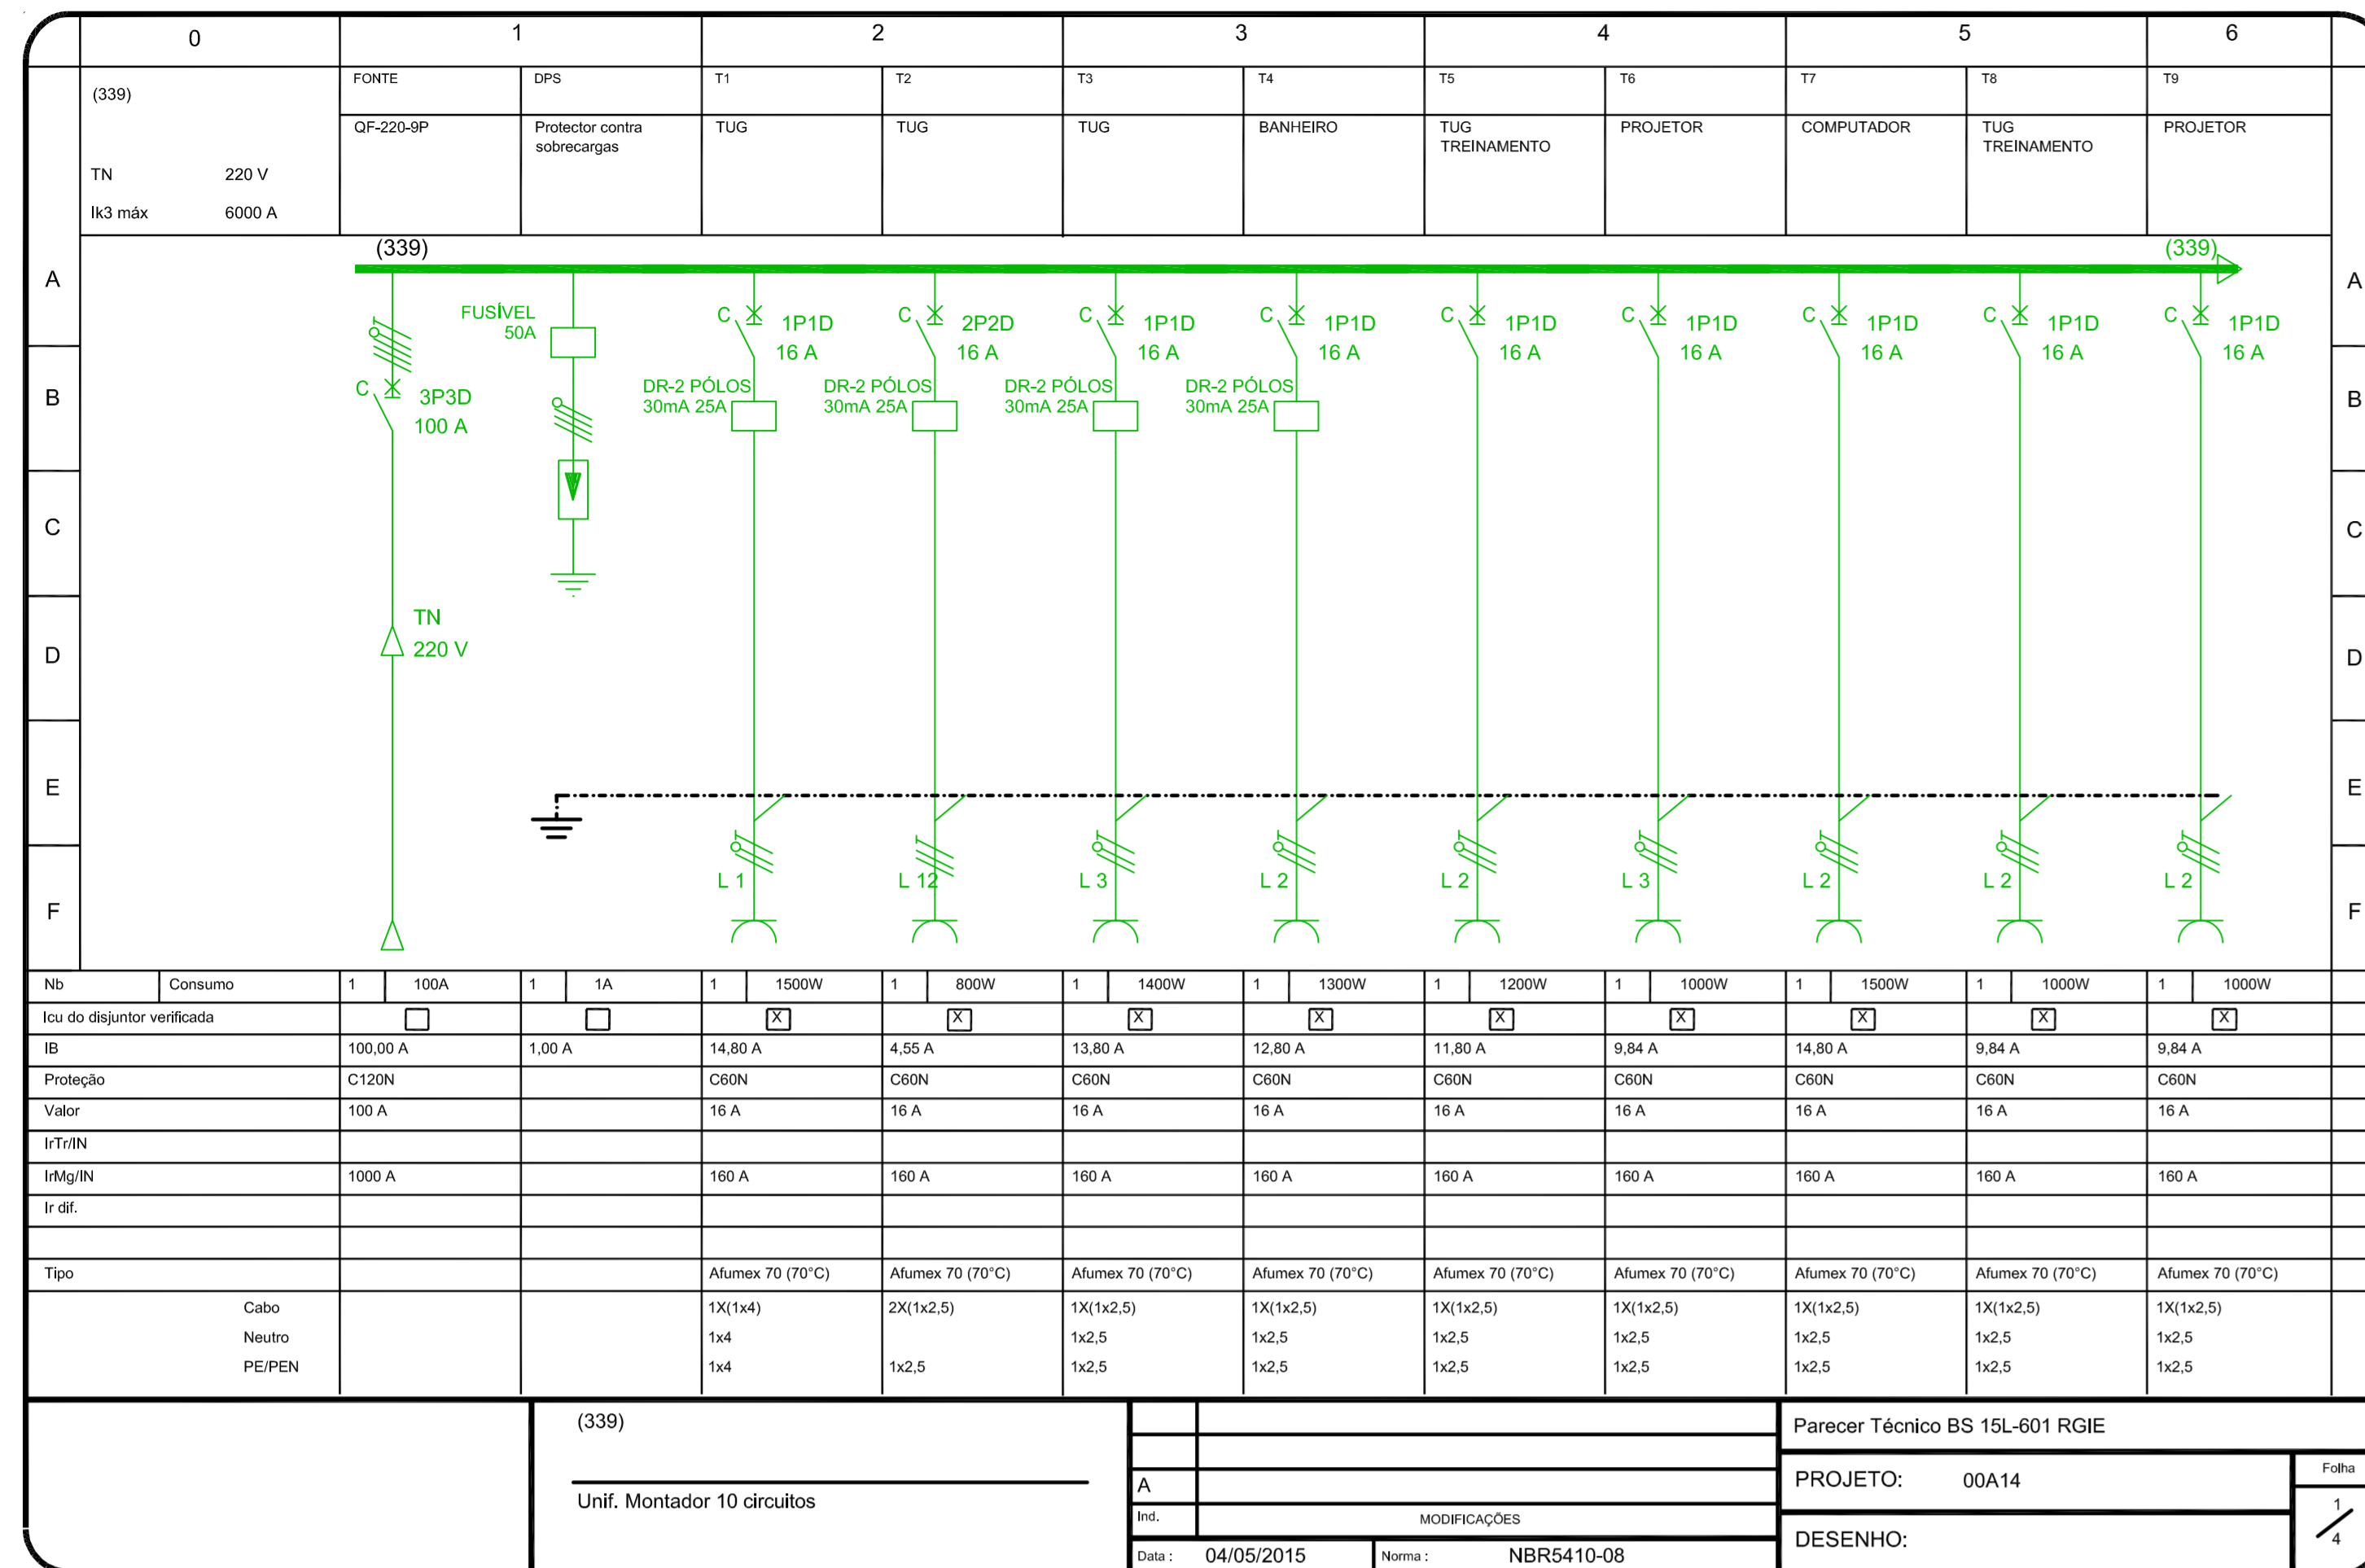 0 1 2 3 4 5 6
(339) FONTE DPS T1 T2 T3 T4 T5 T6 T7 T8 T9
QF-220-9P Protector contra TUG TUG TUG BANHEIRO TUG PROJETOR COMPUTADOR TUG PROJETOR
sobrecargas TREINAMENTO TREINAMENTO
TN 220 V
Ik3 máx 6000 A
(339) (339)
A A
FUSÍVEL C 1P1D C 2P2D C 1P1D C 1P1D C 1P1D C 1P1D C 1P1D C 1P1D C 1P1D
50A 16 A 16 A 16 A 16 A 16 A 16 A 16 A 16 A 16 A
B C 3P3D DR-2 PÓLOS DR-2 PÓLOS DR-2 PÓLOS DR-2 PÓLOS B
100 A 30mA 25A 30mA 25A 30mA 25A 30mA 25A
C C
TN
D 220 V D
E E
L 1 L 12 L 3 L 2 L 2 L 3 L 2 L 2 L 2
F F
Nb Consumo 1 100A 1 1A 1 1500W 1 800W 1 1400W 1 1300W 1 1200W 1 1000W 1 1500W 1 1000W 1 1000W
Icu do disjuntor verificada X X X X X X X X X
IB 100,00 A 1,00 A 14,80 A 4,55 A 13,80 A 12,80 A 11,80 A 9,84 A 14,80 A 9,84 A 9,84 A
Proteção C120N C60N C60N C60N C60N C60N C60N C60N C60N C60N
Valor 100 A 16 A 16 A 16 A 16 A 16 A 16 A 16 A 16 A 16 A
IrTr/IN
IrMg/IN 1000 A 160 A 160 A 160 A 160 A 160 A 160 A 160 A 160 A 160 A
Ir dif.
Tipo Afumex 70 (70°C) Afumex 70 (70°C) Afumex 70 (70°C) Afumex 70 (70°C) Afumex 70 (70°C) Afumex 70 (70°C) Afumex 70 (70°C) Afumex 70 (70°C) Afumex 70 (70°C)
Cabo 1X(1x4) 2X(1x2,5) 1X(1x2,5) 1X(1x2,5) 1X(1x2,5) 1X(1x2,5) 1X(1x2,5) 1X(1x2,5) 1X(1x2,5)
Neutro 1x4 1x2,5 1x2,5 1x2,5 1x2,5 1x2,5 1x2,5 1x2,5
PE/PEN 1x4 1x2,5 1x2,5 1x2,5 1x2,5 1x2,5 1x2,5 1x2,5 1x2,5
(339)
Unif. Montador 10 circuitos
A
Ind. MODIFICAÇÕES
Data : 04/05/2015 Norma : NBR5410-08
Parecer Técnico BS 15L-601 RGIE
PROJETO: 00A14
DESENHO:
Folha
1/4